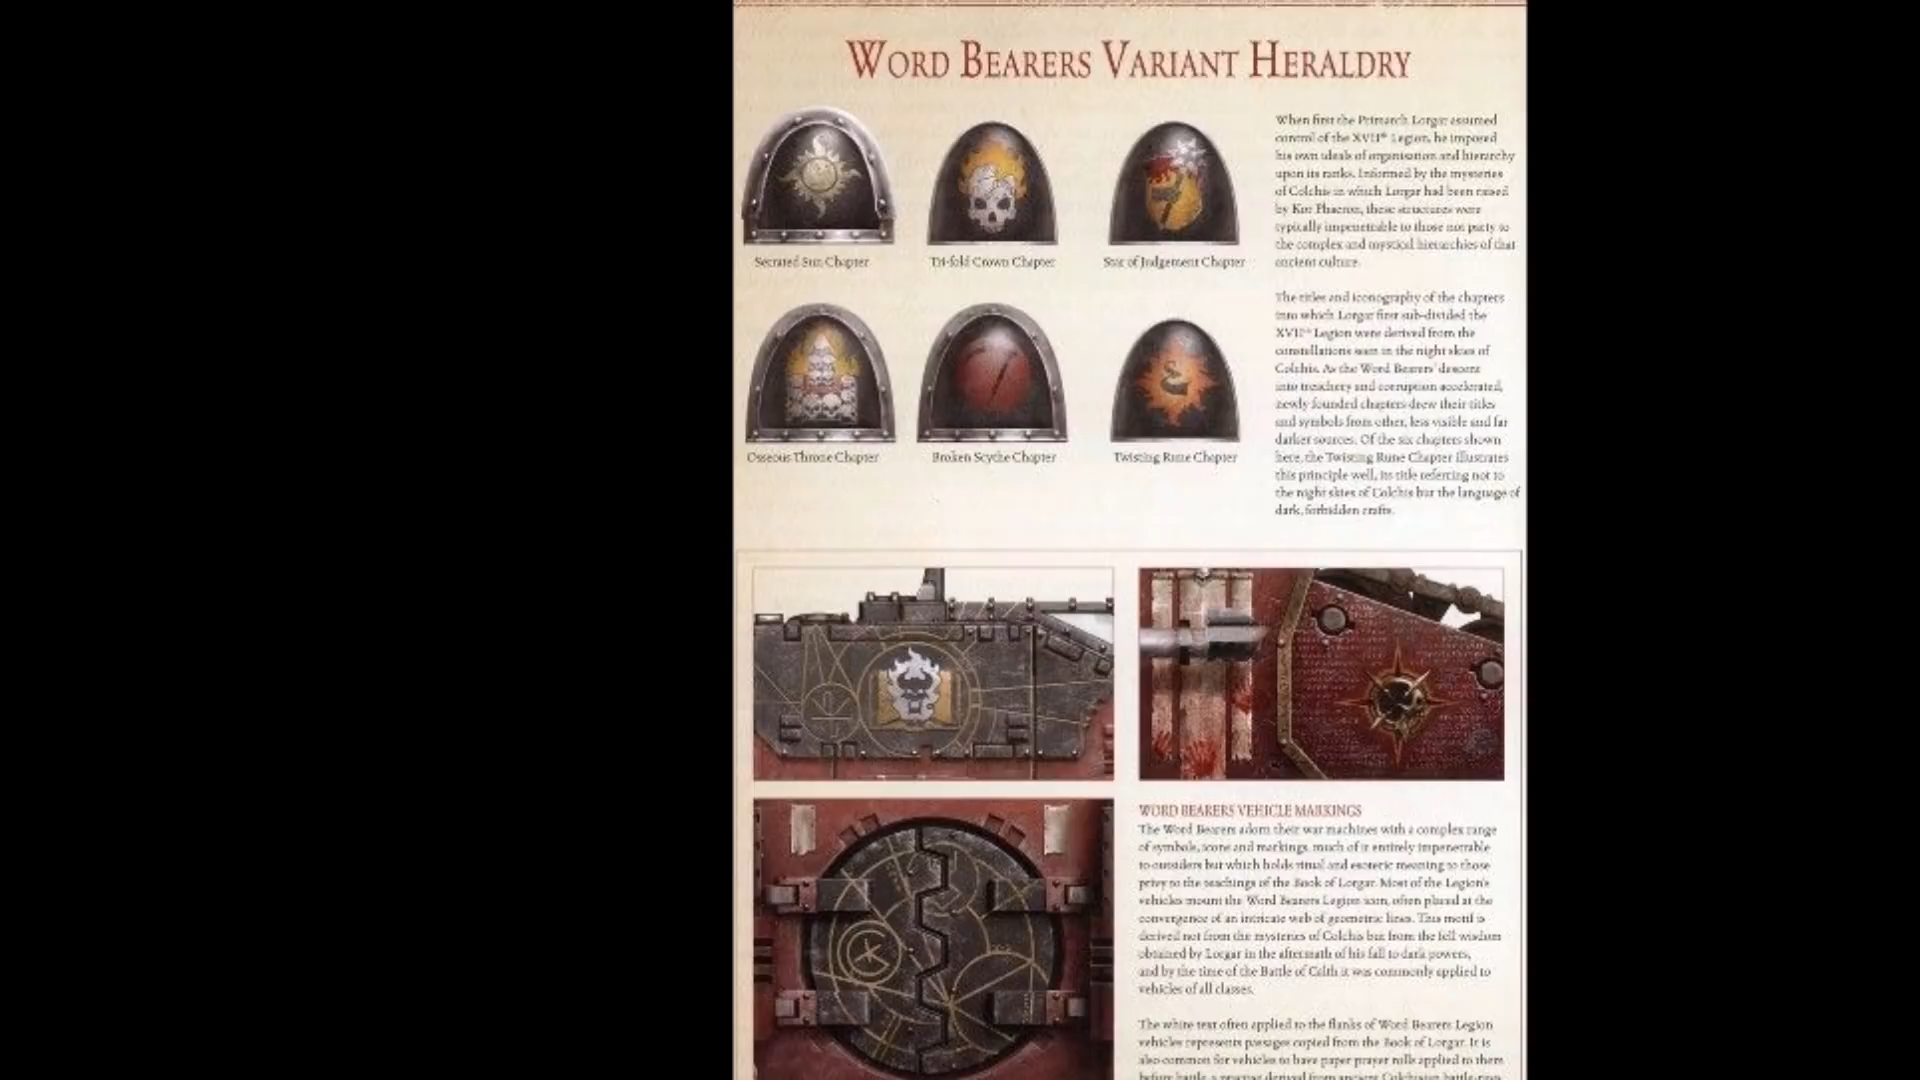 WORD BEARERS VARIANT HERALDRY
Serrated Sun Chapter
Tri-fold Crown Chapter
Star of Judgement Chapter
Osseous Throne Chapter
Broken Scythe Chapter
Twisting Rune Chapter
When first the Primarch Lorgar assumed
control of the XVIIth Legion, he imposed
his own ideals of organisation and hierarchy
upon its ranks. Informed by the mysteries
of Colchis in which Lorgar had been raised
by Kor Phaeron, these structures were
typically impenetrable to those not party to
the complex and mystical hierarchies of that
ancient culture.
The titles and iconography of the chapters
into which Lorgar first sub-divided the
XVIIth Legion were derived from the
constellations seen in the night skies of
Colchis. As the Word Bearers' descent
into treachery and corruption accelerated,
newly founded chapters drew their titles
and symbols from other, less visible and far
darker sources. Of the six chapters shown
here, the Twisting Rune Chapter illustrates
this principle well, its title referring not to
the night skies of Colchis but the language of
dark, forbidden crafts.
WORD BEARERS VEHICLE MARKINGS
The Word Bearers adorn their war machines with a complex range
of symbols, icons and markings, much of it entirely impenetrable
to outsiders but which holds ritual and esoteric meaning to those
privy to the teachings of the Book of Lorgar. Most of the Legion's
vehicles mount the Word Bearers Legion icon, often placed at the
convergence of an intricate web of geometric lines. This motif is
derived not from the mysteries of Colchis but from the fell wisdom
obtained by Lorgar in the aftermath of his fall to dark powers,
and by the time of the Battle of Calth it was commonly applied to
vehicles of all classes.
The white text often applied to the flanks of Word Bearers Legion
vehicles represents passages copied from the Book of Lorgar. It is
also common for vehicles to have paper prayer rolls applied to them
before battle, a practise derived from ancient Colchisian battle-rites